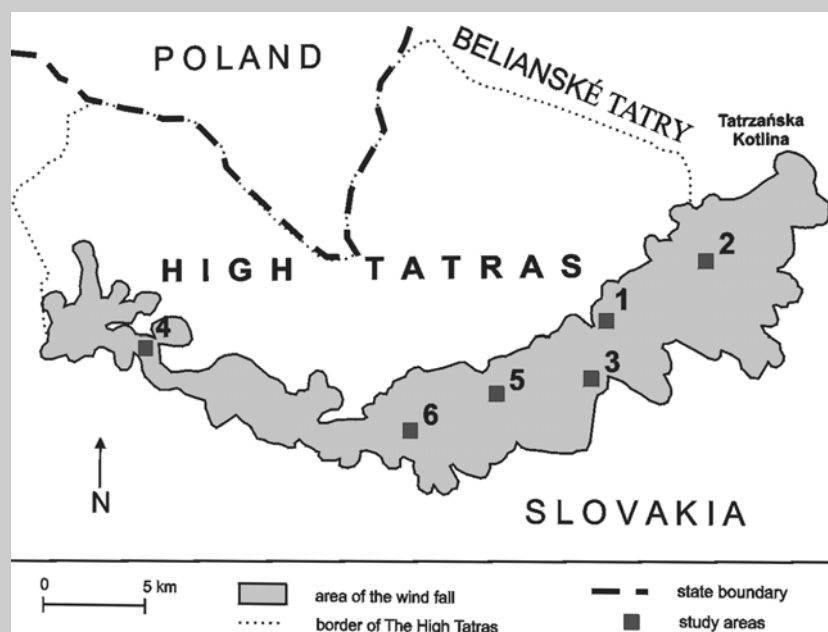 POLAND
BELIANSKÉ TATRY
Tatrzańska
Kotlina
HIGH TATRAS
2
1
4
3
5
6
N
SLOVAKIA
0 5 km
area of the wind fall
border of The High Tatras
state boundary
study areas